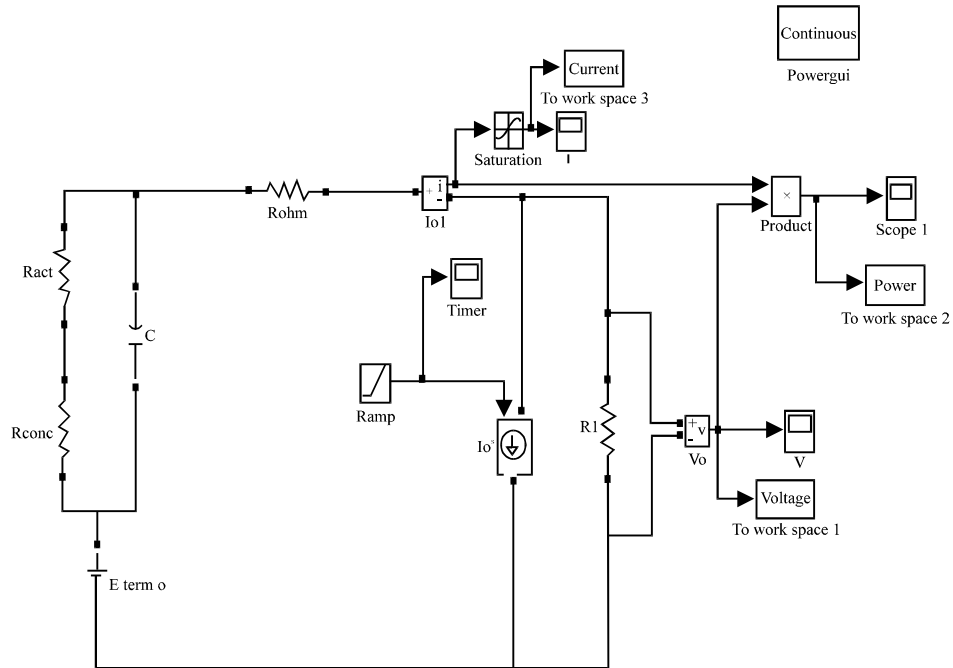 Continuous
Powergui
Current
To work space 3
Saturation
I
i
+
-
Rohm
Io1
×
Product
Scope 1
Ract
Timer
Power
To work space 2
C
Ramp
Rconc
Io
s
R1
+
v
-
Vo
V
Voltage
To work space 1
E term o